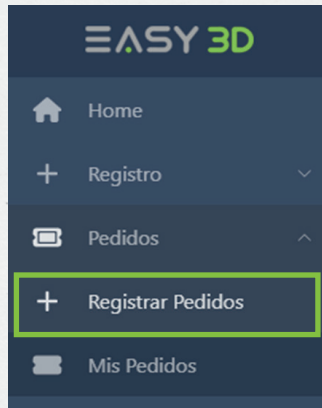 EASY 3D
Home
Registro
Pedidos
Registrar Pedidos
Mis Pedidos